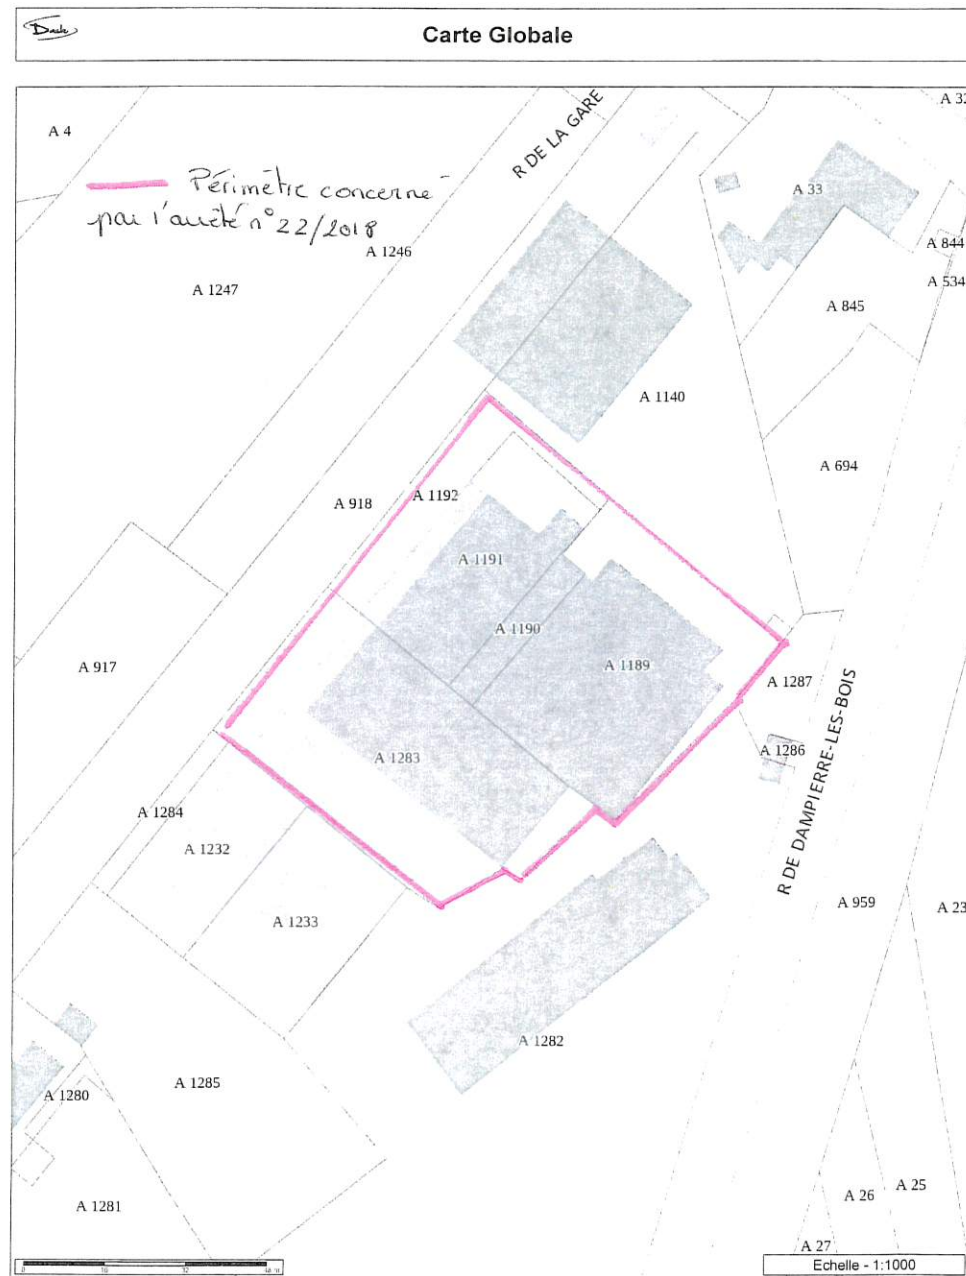 Carte Globale
A 4
R DE LA GARE
A 32
Périmètre concerné
par l'arrêté n° 22/2018
A 33
A 1246
A 844
A 1247
A 534
A 845
A 1140
A 694
A 918
A 1192
A 1191
A 1190
A 1189
A 917
A 1287
R DE DAMPIERRE-LES-BOIS
A 1286
A 1283
A 1284
A 1232
A 959
A 23
A 1233
A 1282
A 1285
A 1280
A 25
A 26
A 1281
A 27
Echelle - 1:1000